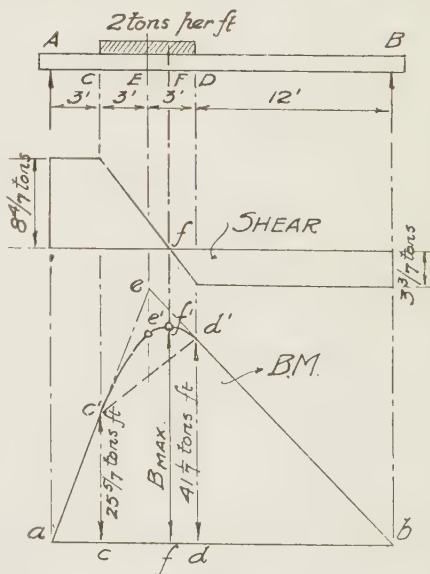 2 tons per ft
A B
C E F D
3' 3' 3' 12'
8 4/7 tons
f
SHEAR
3 3/7 tons
e
e' f' d'
B.M.
c'
25 5/7 tons ft
BMAX.
41 1/7 tons ft
a b
c f d